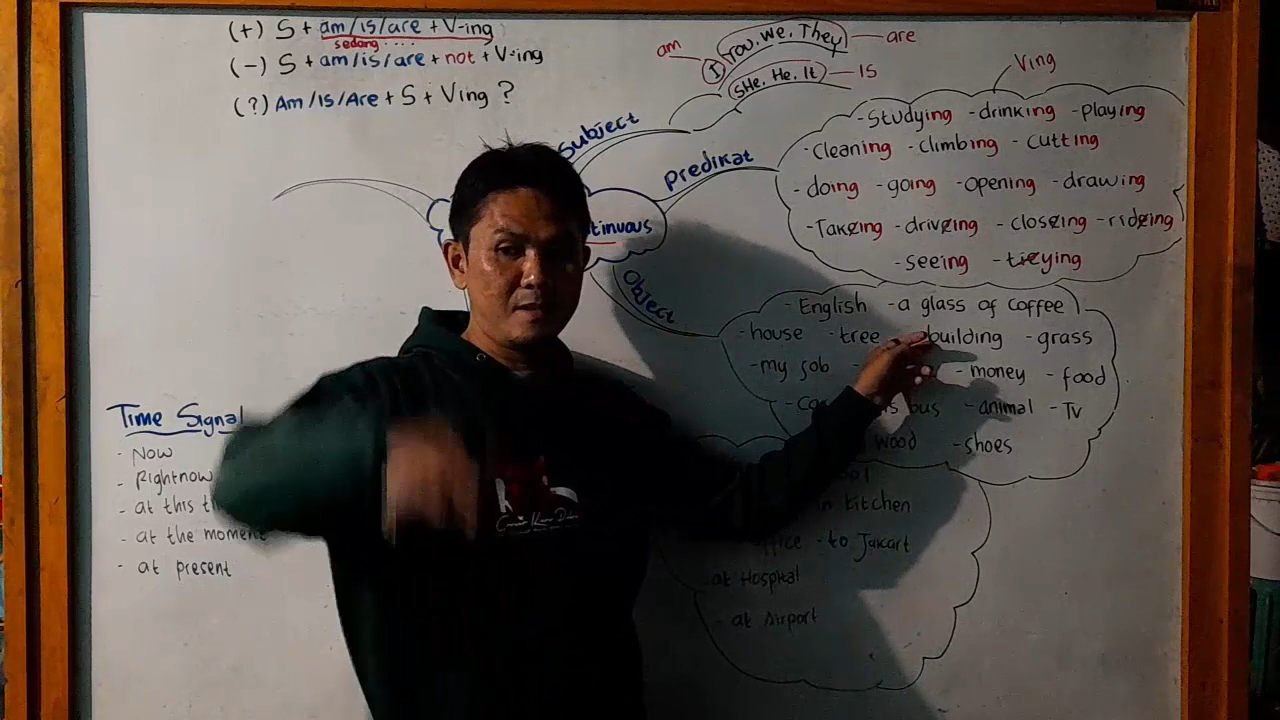 (+) S + am/is/are + V-ing
sedang ....
(-) S + am/is/are + not + V-ing
(?) Am/Is/Are + S + Ving ?
am
I You. We. They
are
SHe. He. It
IS
Subject
Predikat
Ving
-Studying -drinking -playing
-Cleaning -climbing -cutting
-doing -going -opening -drawing
-Takeing -driveing -closeing -rideing
-seeing -tieying
tinuous
Object
-English -a glass of coffee
-house -tree building -grass
-my job -money -food
bus -animal -Tv
wood -shoes
in kitchen
-to Jakart
at Hospital
-at Airport
Time Signal
- Now
- Rightnow
- at this
- at the moment
- at present